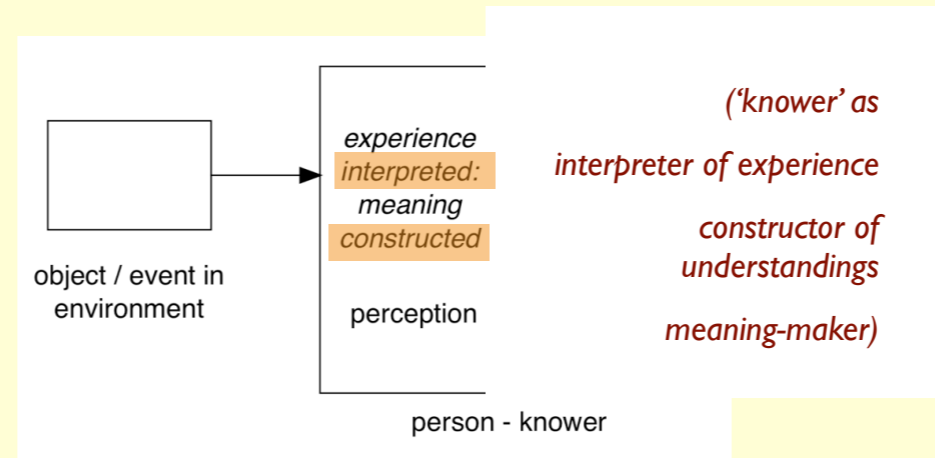 object / event in
environment
experience
interpreted:
meaning
constructed
perception
person - knower
(‘knower’ as
interpreter of experience
constructor of
understandings
meaning-maker)